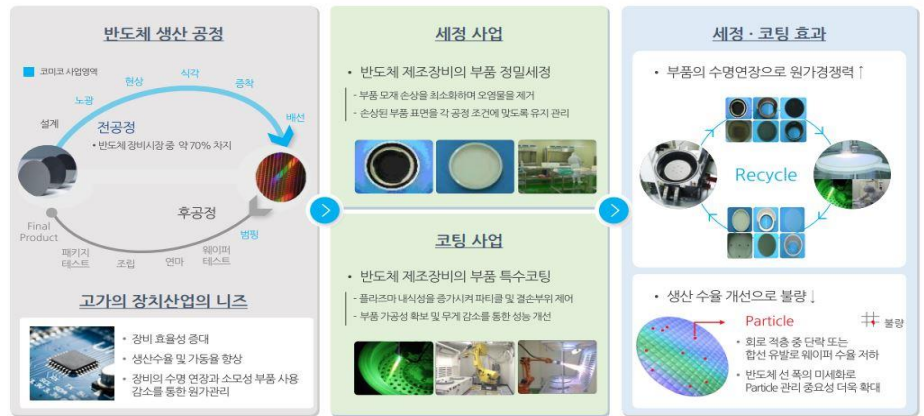 반도체 생산 공정
코미코 사업영역
설계
노광
현상
식각
증착
배선
전공정
• 반도체 장비시장 중 약 70% 차지
후공정
Final
Product
패키지
테스트
조립
연마
웨이퍼
테스트
범핑
고가의 장치산업의 니즈
• 장비 효율성 증대
• 생산수율 및 가동율 향상
• 장비의 수명 연장과 소모성 부품 사용
감소를 통한 원가관리
세정 사업
• 반도체 제조장비의 부품 정밀세정
- 부품 모재 손상을 최소화하며 오염물을 제거
- 손상된 부품 표면을 각 공정 조건에 맞도록 유지 관리
코팅 사업
• 반도체 제조장비의 부품 특수코팅
- 플라즈마 내식성을 증가시켜 파티클 및 결손부위 제어
- 부품 가공성 확보 및 무게 감소를 통한 성능 개선
세정 · 코팅 효과
• 부품의 수명연장으로 원가경쟁력 ↑
Recycle
• 생산 수율 개선으로 불량 ↓
Particle
불량
• 회로 적층 중 단락 또는
합선 유발로 웨이퍼 수율 저하
• 반도체 선 폭의 미세화로
Particle 관리 중요성 더욱 확대